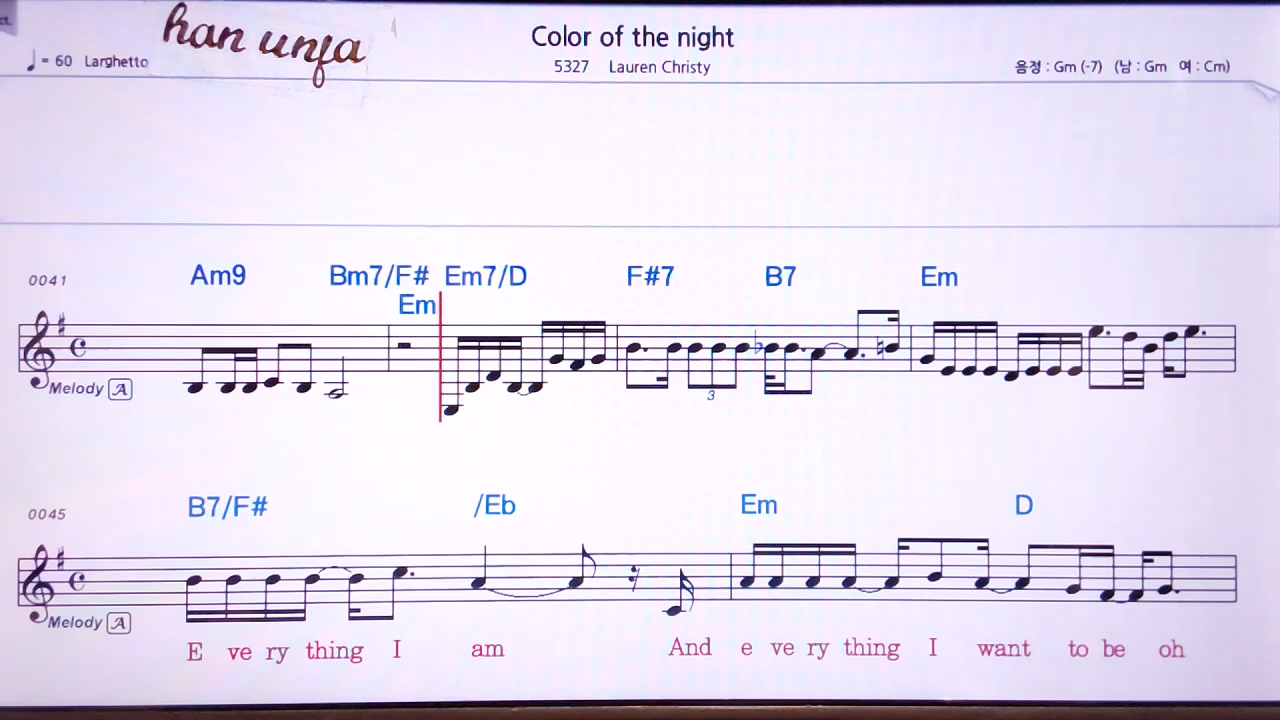 ct.
han unja
Color of the night
= 60 Larghetto
5327 Lauren Christy
음정 : Gm (-7) (남 : Gm 여 : Cm)
0041
Am9 Bm7/F# Em7/D F#7 B7 Em
Em
Melody A
3
0045
B7/F# /Eb Em D
Melody A
E ve ry thing I am And e ve ry thing I want to be oh